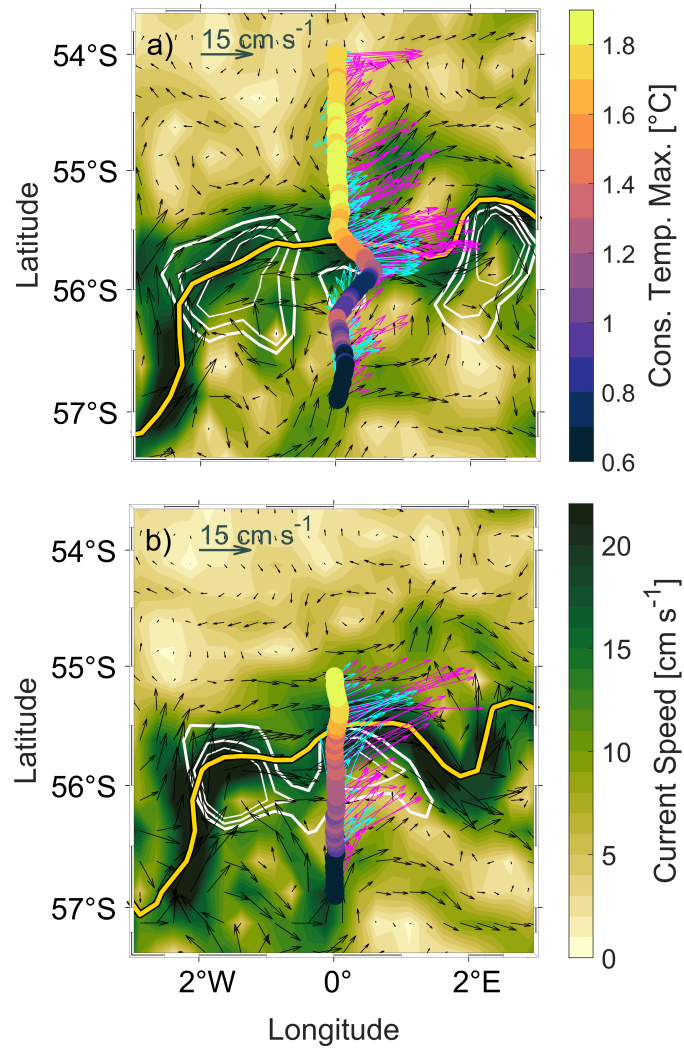 a)
15 cm s-1
54°S
55°S
56°S
57°S
Latitude
1.8
1.6
1.4
1.2
1
0.8
0.6
Cons. Temp. Max. [°C]
b)
15 cm s-1
54°S
55°S
56°S
57°S
Latitude
2°W
0°
2°E
Longitude
20
15
10
5
0
Current Speed [cm s-1]